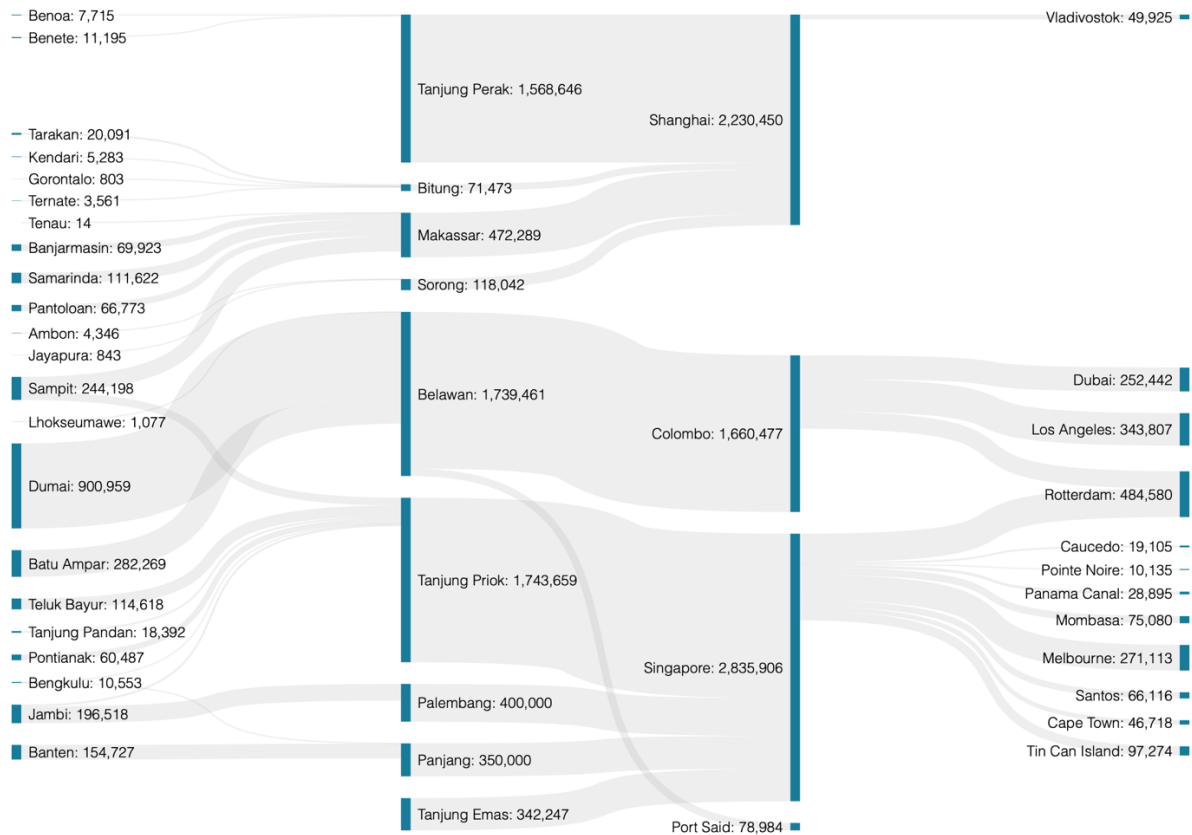 Benoa: 7,715
Benete: 11,195
Tarakan: 20,091
Kendari: 5,283
Gorontalo: 803
Ternate: 3,561
Tenau: 14
Banjarmasin: 69,923
Samarinda: 111,622
Pantoloan: 66,773
Ambon: 4,346
Jayapura: 843
Sampit: 244,198
Lhokseumawe: 1,077
Dumai: 900,959
Batu Ampar: 282,269
Teluk Bayur: 114,618
Tanjung Pandan: 18,392
Pontianak: 60,487
Bengkulu: 10,553
Jambi: 196,518
Banten: 154,727
Tanjung Perak: 1,568,646
Bitung: 71,473
Makassar: 472,289
Sorong: 118,042
Belawan: 1,739,461
Tanjung Priok: 1,743,659
Palembang: 400,000
Panjang: 350,000
Tanjung Emas: 342,247
Shanghai: 2,230,450
Colombo: 1,660,477
Singapore: 2,835,906
Port Said: 78,984
Vladivostok: 49,925
Dubai: 252,442
Los Angeles: 343,807
Rotterdam: 484,580
Caucedo: 19,105
Pointe Noire: 10,135
Panama Canal: 28,895
Mombasa: 75,080
Melbourne: 271,113
Santos: 66,116
Cape Town: 46,718
Tin Can Island: 97,274